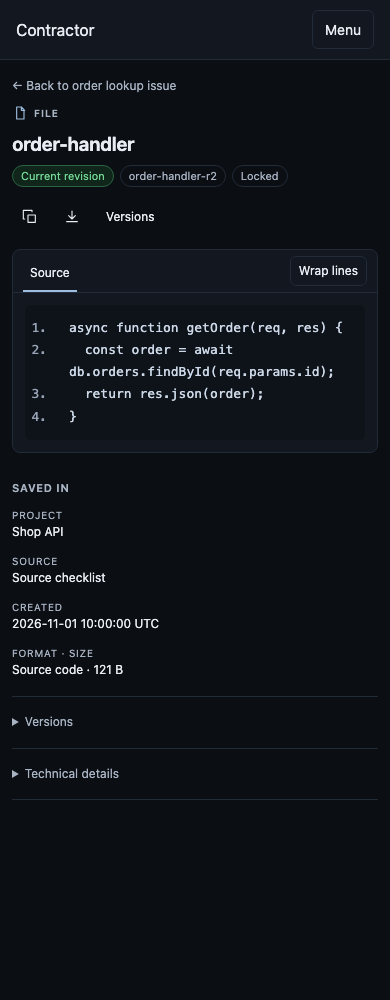 Contractor
Menu
← Back to order lookup issue
FILE
order-handler
Current revision order-handler-r2 Locked
Versions
Source
Wrap lines
1. async function getOrder(req, res) {
2. const order = await
db.orders.findById(req.params.id);
3. return res.json(order);
4. }
SAVED IN
PROJECT
Shop API
SOURCE
Source checklist
CREATED
2026-11-01 10:00:00 UTC
FORMAT · SIZE
Source code · 121 B
Versions
Technical details